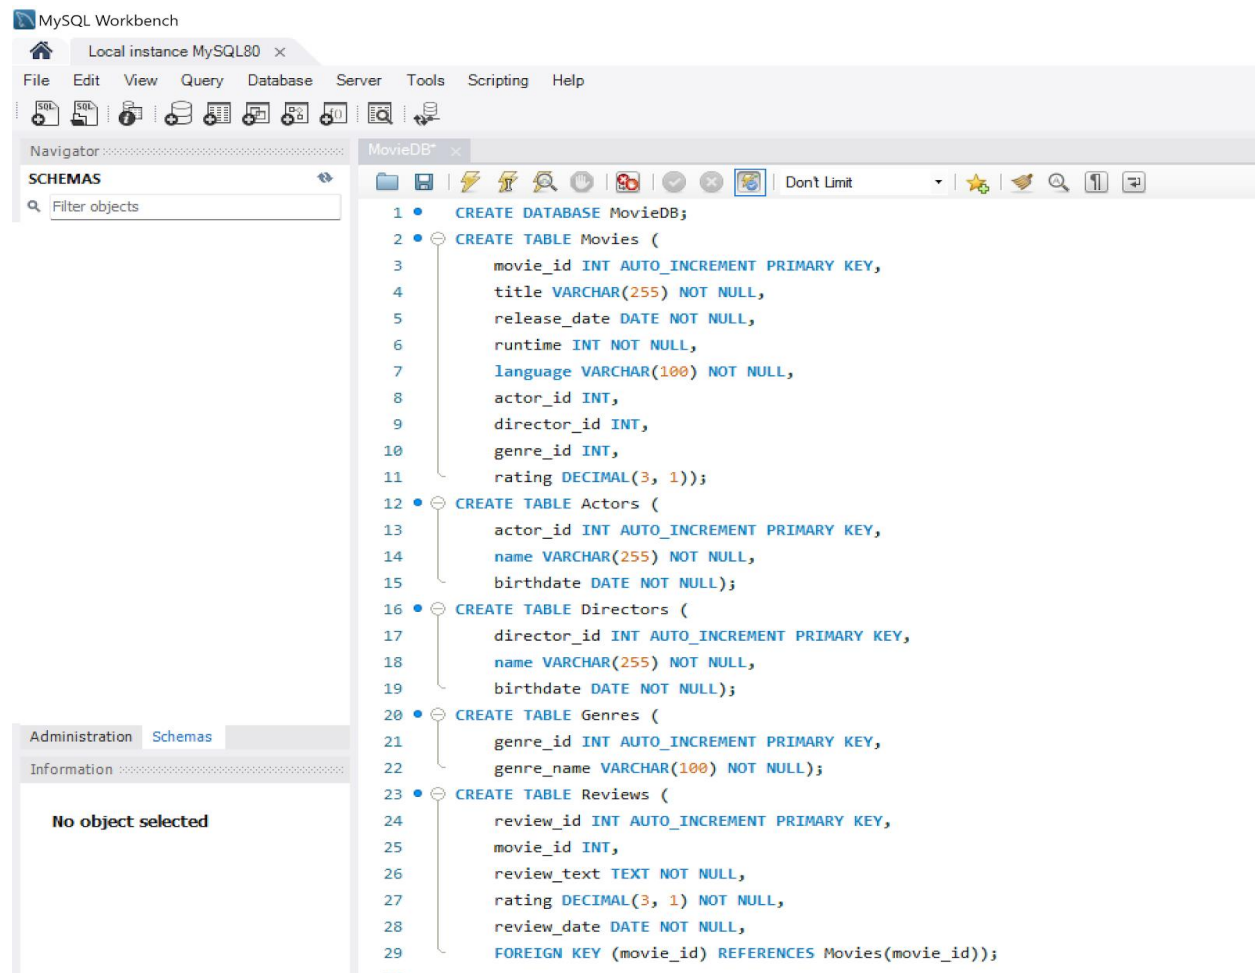 MySQL Workbench
Local instance MySQL80 ×
File Edit View Query Database Server Tools Scripting Help
Navigator
SCHEMAS
Filter objects
Administration Schemas
Information
No object selected
MovieDB* ×
Don't Limit
1 CREATE DATABASE MovieDB;
2 CREATE TABLE Movies (
3 movie_id INT AUTO_INCREMENT PRIMARY KEY,
4 title VARCHAR(255) NOT NULL,
5 release_date DATE NOT NULL,
6 runtime INT NOT NULL,
7 language VARCHAR(100) NOT NULL,
8 actor_id INT,
9 director_id INT,
10 genre_id INT,
11 rating DECIMAL(3, 1));
12 CREATE TABLE Actors (
13 actor_id INT AUTO_INCREMENT PRIMARY KEY,
14 name VARCHAR(255) NOT NULL,
15 birthdate DATE NOT NULL);
16 CREATE TABLE Directors (
17 director_id INT AUTO_INCREMENT PRIMARY KEY,
18 name VARCHAR(255) NOT NULL,
19 birthdate DATE NOT NULL);
20 CREATE TABLE Genres (
21 genre_id INT AUTO_INCREMENT PRIMARY KEY,
22 genre_name VARCHAR(100) NOT NULL);
23 CREATE TABLE Reviews (
24 review_id INT AUTO_INCREMENT PRIMARY KEY,
25 movie_id INT,
26 review_text TEXT NOT NULL,
27 rating DECIMAL(3, 1) NOT NULL,
28 review_date DATE NOT NULL,
29 FOREIGN KEY (movie_id) REFERENCES Movies(movie_id));